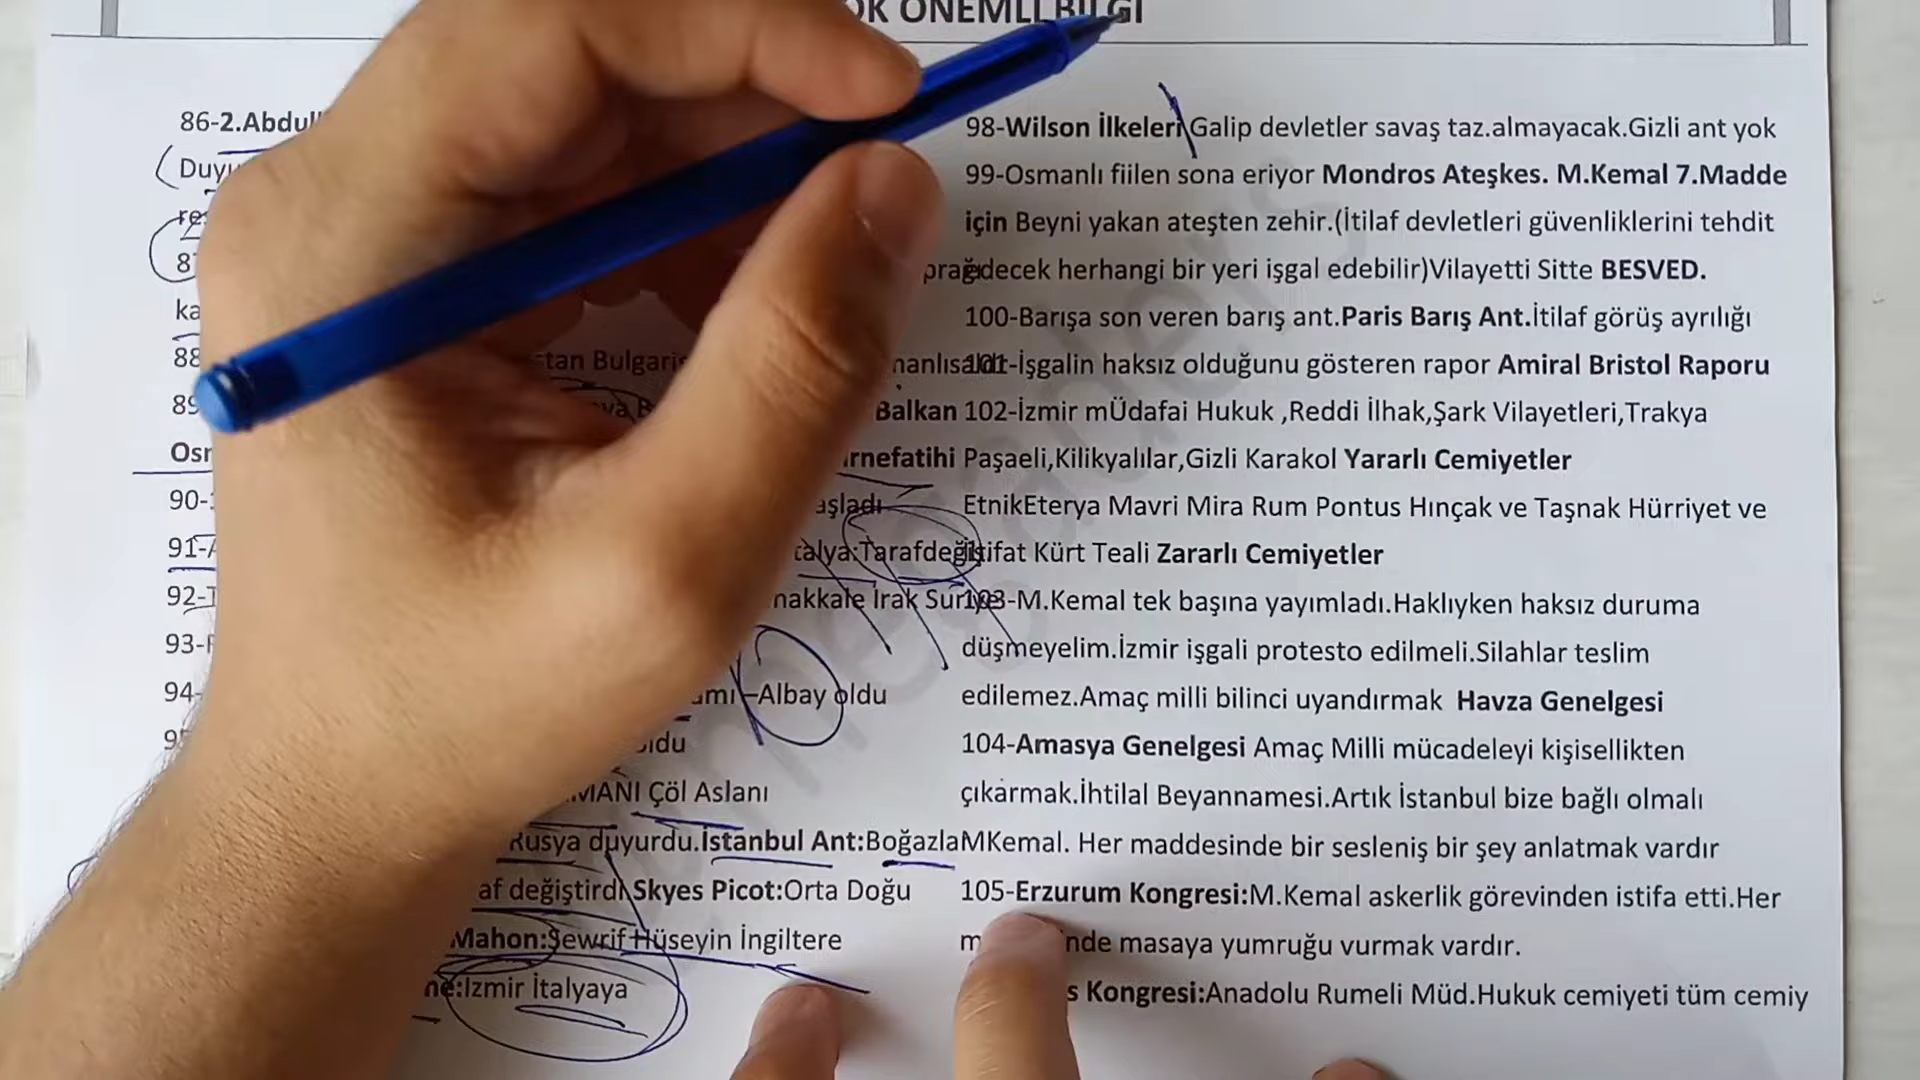 ÖNEMLİ BİLGİ
86-2.Abdul
Duyu
ka
88 stan Bulgaris
89 Balkan
Osr rnefatihi
90- aşladı
91-A talya:Tarafdeğiş
92- nakkale Irak Suriye
93-
94- amı –Albay oldu
oldu
MANI Çöl Aslanı
Rusya duyurdu.İstanbul Ant:Boğazla
af değiştirdi.Skyes Picot:Orta Doğu
Mahon:Şewrif Hüseyin İngiltere
ne:İzmir İtalyaya
98-Wilson İlkeleri Galip devletler savaş taz.almayacak.Gizli ant yok
99-Osmanlı fiilen sona eriyor Mondros Ateşkes. M.Kemal 7.Madde
için Beyni yakan ateşten zehir.(İtilaf devletleri güvenliklerini tehdit
edecek herhangi bir yeri işgal edebilir)Vilayetti Sitte BESVED.
100-Barışa son veren barış ant.Paris Barış Ant.İtilaf görüş ayrılığı
101-İşgalin haksız olduğunu gösteren rapor Amiral Bristol Raporu
102-İzmir mÜdafai Hukuk ,Reddi İlhak,Şark Vilayetleri,Trakya
Paşaeli,Kilikyalılar,Gizli Karakol Yararlı Cemiyetler
EtnikEterya Mavri Mira Rum Pontus Hınçak ve Taşnak Hürriyet ve
itifat Kürt Teali Zararlı Cemiyetler
103-M.Kemal tek başına yayımladı.Haklıyken haksız duruma
düşmeyelim.İzmir işgali protesto edilmeli.Silahlar teslim
edilemez.Amaç milli bilinci uyandırmak Havza Genelgesi
104-Amasya Genelgesi Amaç Milli mücadeleyi kişisellikten
çıkarmak.İhtilal Beyannamesi.Artık İstanbul bize bağlı olmalı
MKemal. Her maddesinde bir sesleniş bir şey anlatmak vardır
105-Erzurum Kongresi:M.Kemal askerlik görevinden istifa etti.Her
nde masaya yumruğu vurmak vardır.
s Kongresi:Anadolu Rumeli Müd.Hukuk cemiyeti tüm cemiy